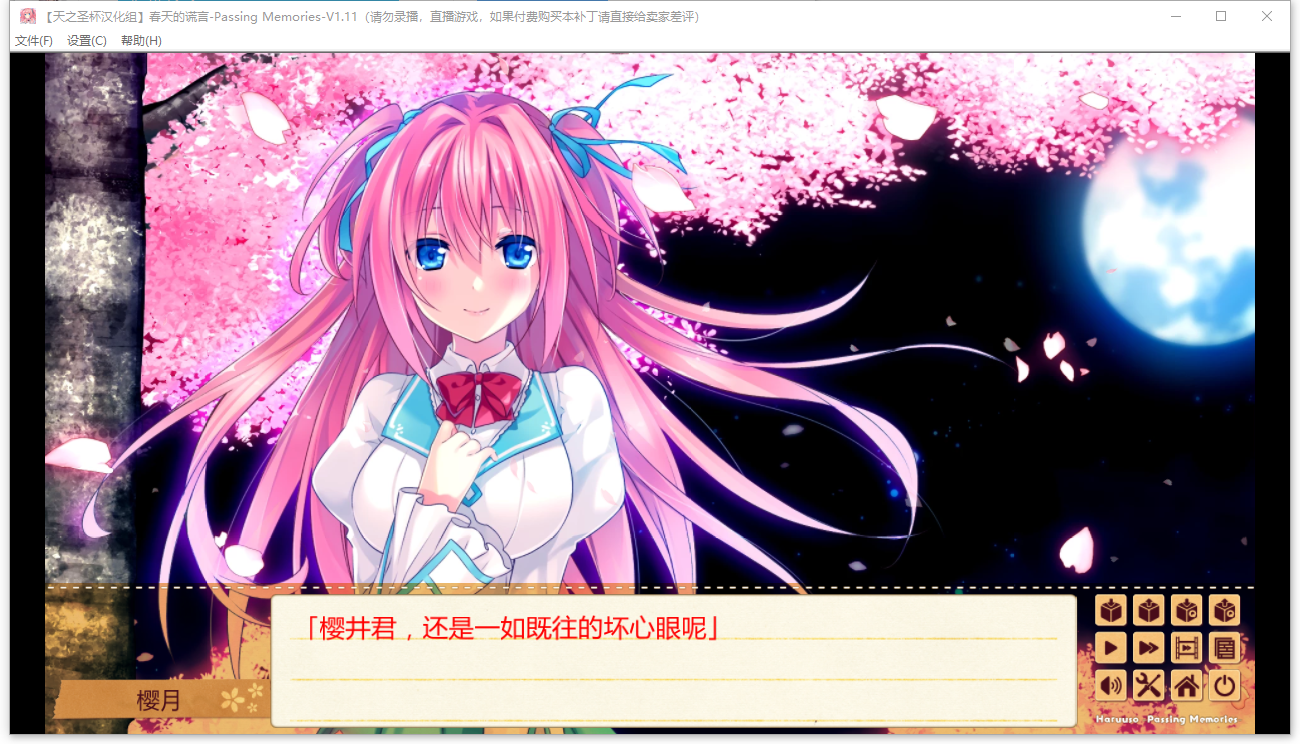 【天之圣杯汉化组】春天的谎言-Passing Memories-V1.11（请勿录播，直播游戏，如果付费购买本补丁请直接给卖家差评）
文件(F) 设置(C) 帮助(H)
「樱井君，还是一如既往的坏心眼呢」
樱月
Haruuso Passing Memories